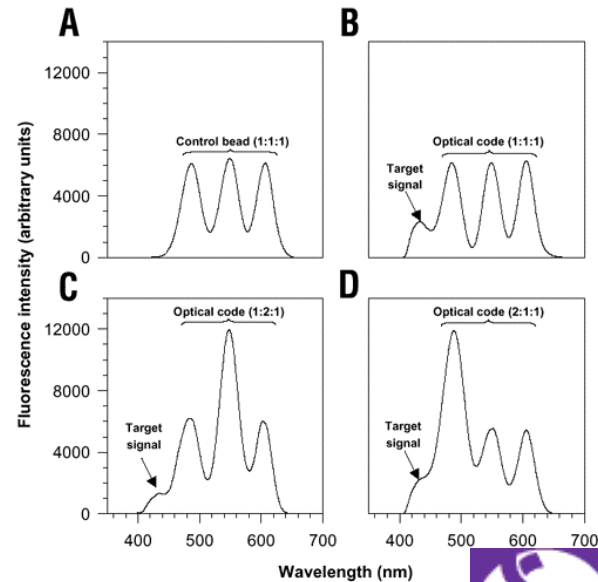 A
B
12000
8000
4000
0
Control bead (1:1:1)
Optical code (1:1:1)
Target
signal
C
D
12000
8000
4000
0
Optical code (1:2:1)
Optical code (2:1:1)
Target
signal
Target
signal
400
500
600
700
400
500
600
700
Fluorescence intensity (arbitrary units)
Wavelength (nm)